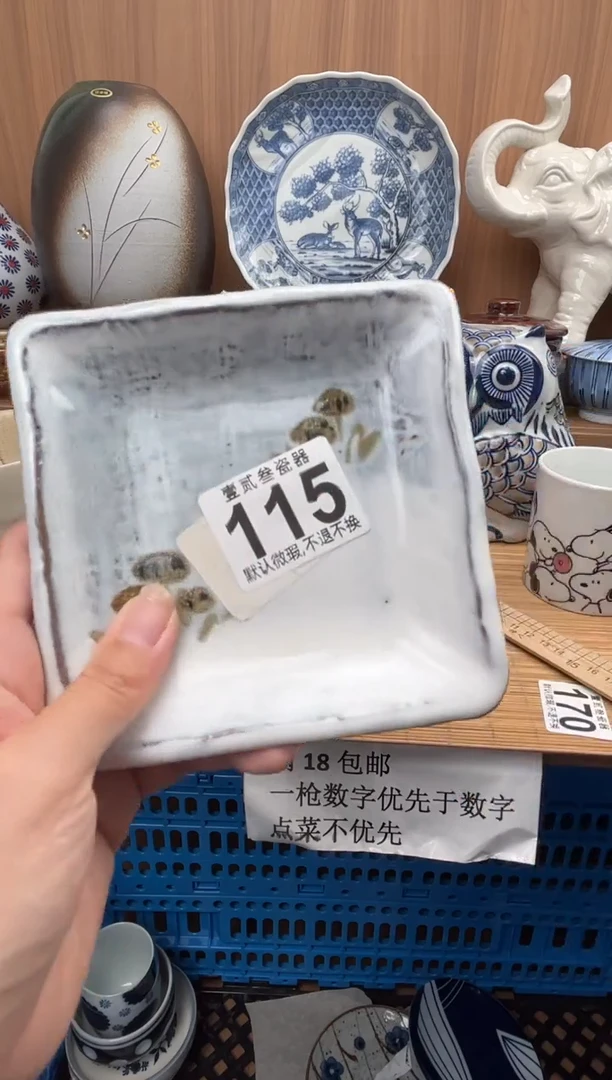 壹贰叁瓷器
115
默认微瑕,不退不换
170
18 包邮
一枪数字优先于数字
点菜不优先